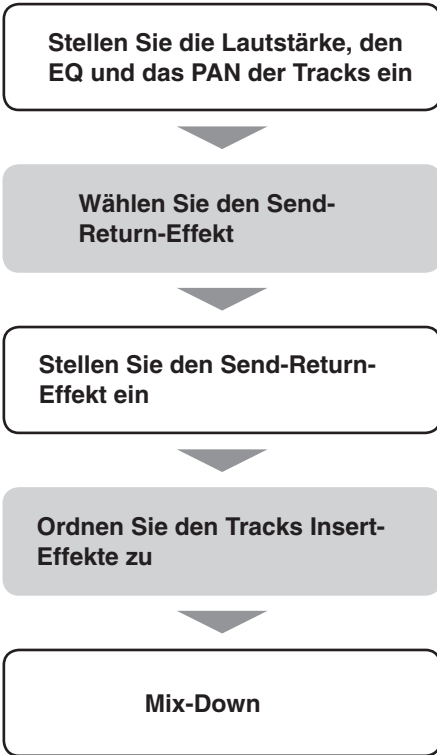 Stellen Sie die Lautstärke, den
EQ und das PAN der Tracks ein
Wählen Sie den Send-
Return-Effekt
Stellen Sie den Send-Return-
Effekt ein
Ordnen Sie den Tracks Insert-
Effekte zu
Mix-Down